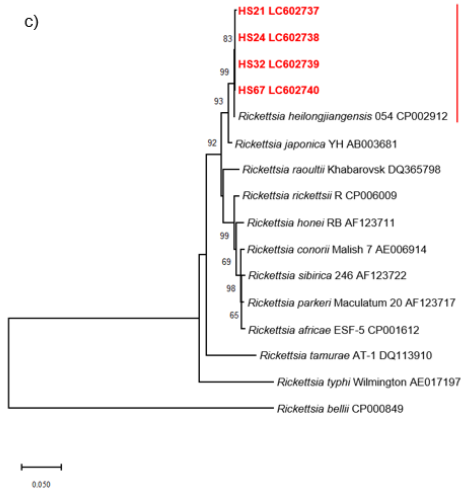 c)
HS21 LC602737
83
HS24 LC602738
HS32 LC602739
99
HS67 LC602740
93
Rickettsia heilongjiangensis 054 CP002912
92
Rickettsia japonica YH AB003681
Rickettsia raoultii Khabarovsk DQ365798
Rickettsia rickettsii R CP006009
Rickettsia honei RB AF123711
99
Rickettsia conorii Malish 7 AE006914
69
Rickettsia sibirica 246 AF123722
98
Rickettsia parkeri Maculatum 20 AF123717
65
Rickettsia africae ESF-5 CP001612
Rickettsia tamurae AT-1 DQ113910
Rickettsia typhi Wilmington AE017197
Rickettsia bellii CP000849
0.050